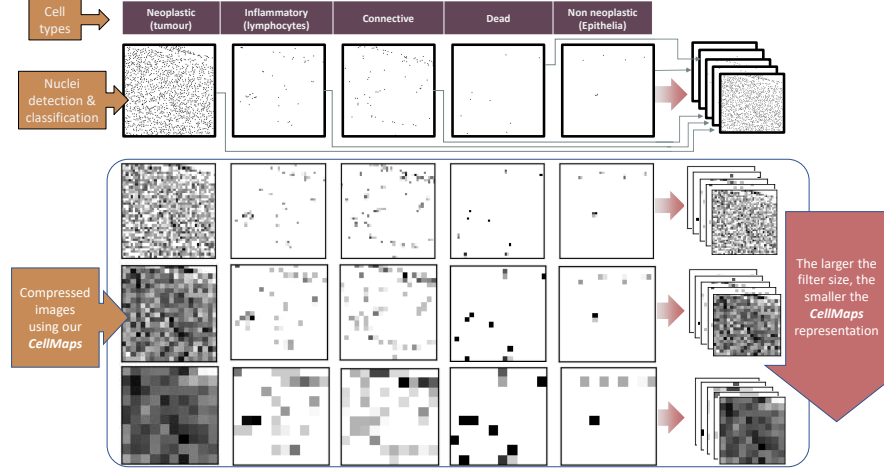 Cell
types
Neoplastic
(tumour)
Inflammatory
(lymphocytes)
Connective
Dead
Non neoplastic
(Epithelia)
Nuclei
detection &
classification
Compressed
images
using our
CellMaps
The larger the
filter size, the
smaller the
CellMaps
representation